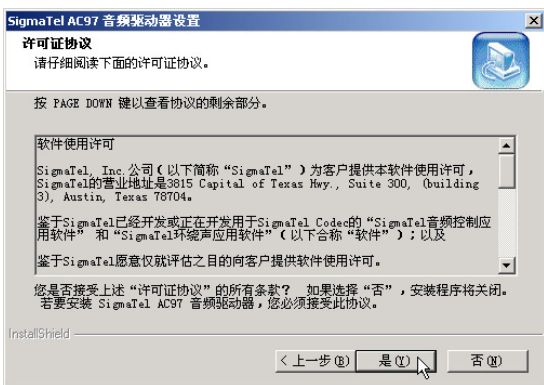 SigmaTel AC97 音频驱动器设置
许可证协议
请仔细阅读下面的许可证协议。
按 PAGE DOWN 键以查看协议的剩余部分。
软件使用许可
SigmaTel, Inc.公司(以下简称“SigmaTel”)为客户提供本软件使用许可,
SigmaTel的营业地址是3815 Capital of Texas Hwy., Suite 300, (building
3), Austin, Texas 78704。
鉴于SigmaTel已经开发或正在开发用于SigmaTel Codec的“SigmaTel音频控制应
用软件” 和“SigmaTel环绕声应用软件”(以下合称“软件”);以及
鉴于SigmaTel愿意仅就评估之目的向客户提供软件使用许可。
您是否接受上述“许可证协议”的所有条款? 如果选择“否”,安装程序将关闭。
若要安装 SigmaTel AC97 音频驱动器,您必须接受此协议。
InstallShield
<上一步(B) 是(Y) 否(N)